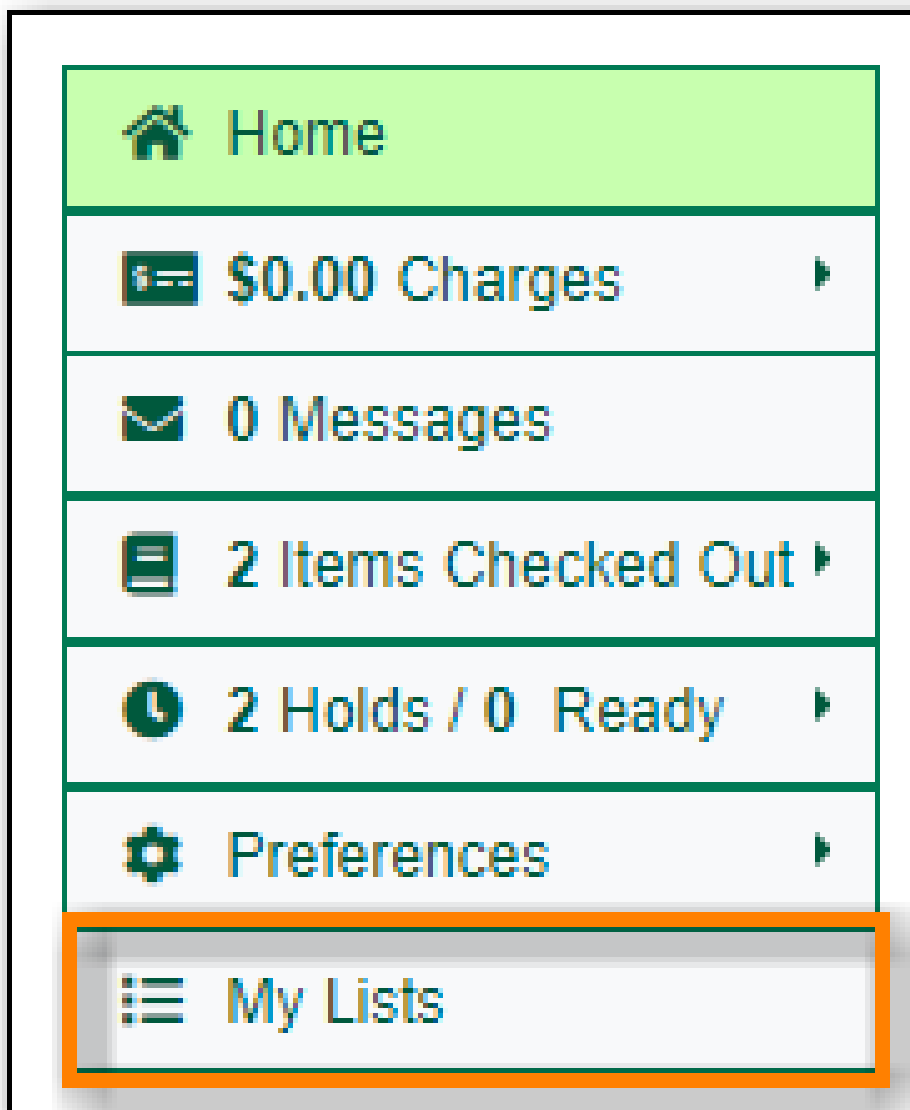 Home
$0.00 Charges
0 Messages
2 Items Checked Out
2 Holds / 0 Ready
Preferences
My Lists